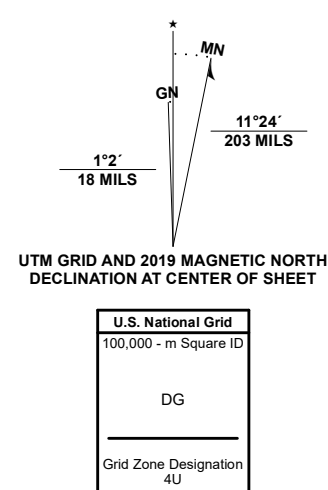 ★
MN
GN
11°24´
203 MILS
1°2´
18 MILS
UTM GRID AND 2019 MAGNETIC NORTH
DECLINATION AT CENTER OF SHEET
U.S. National Grid
100,000 - m Square ID
DG
Grid Zone Designation
4U